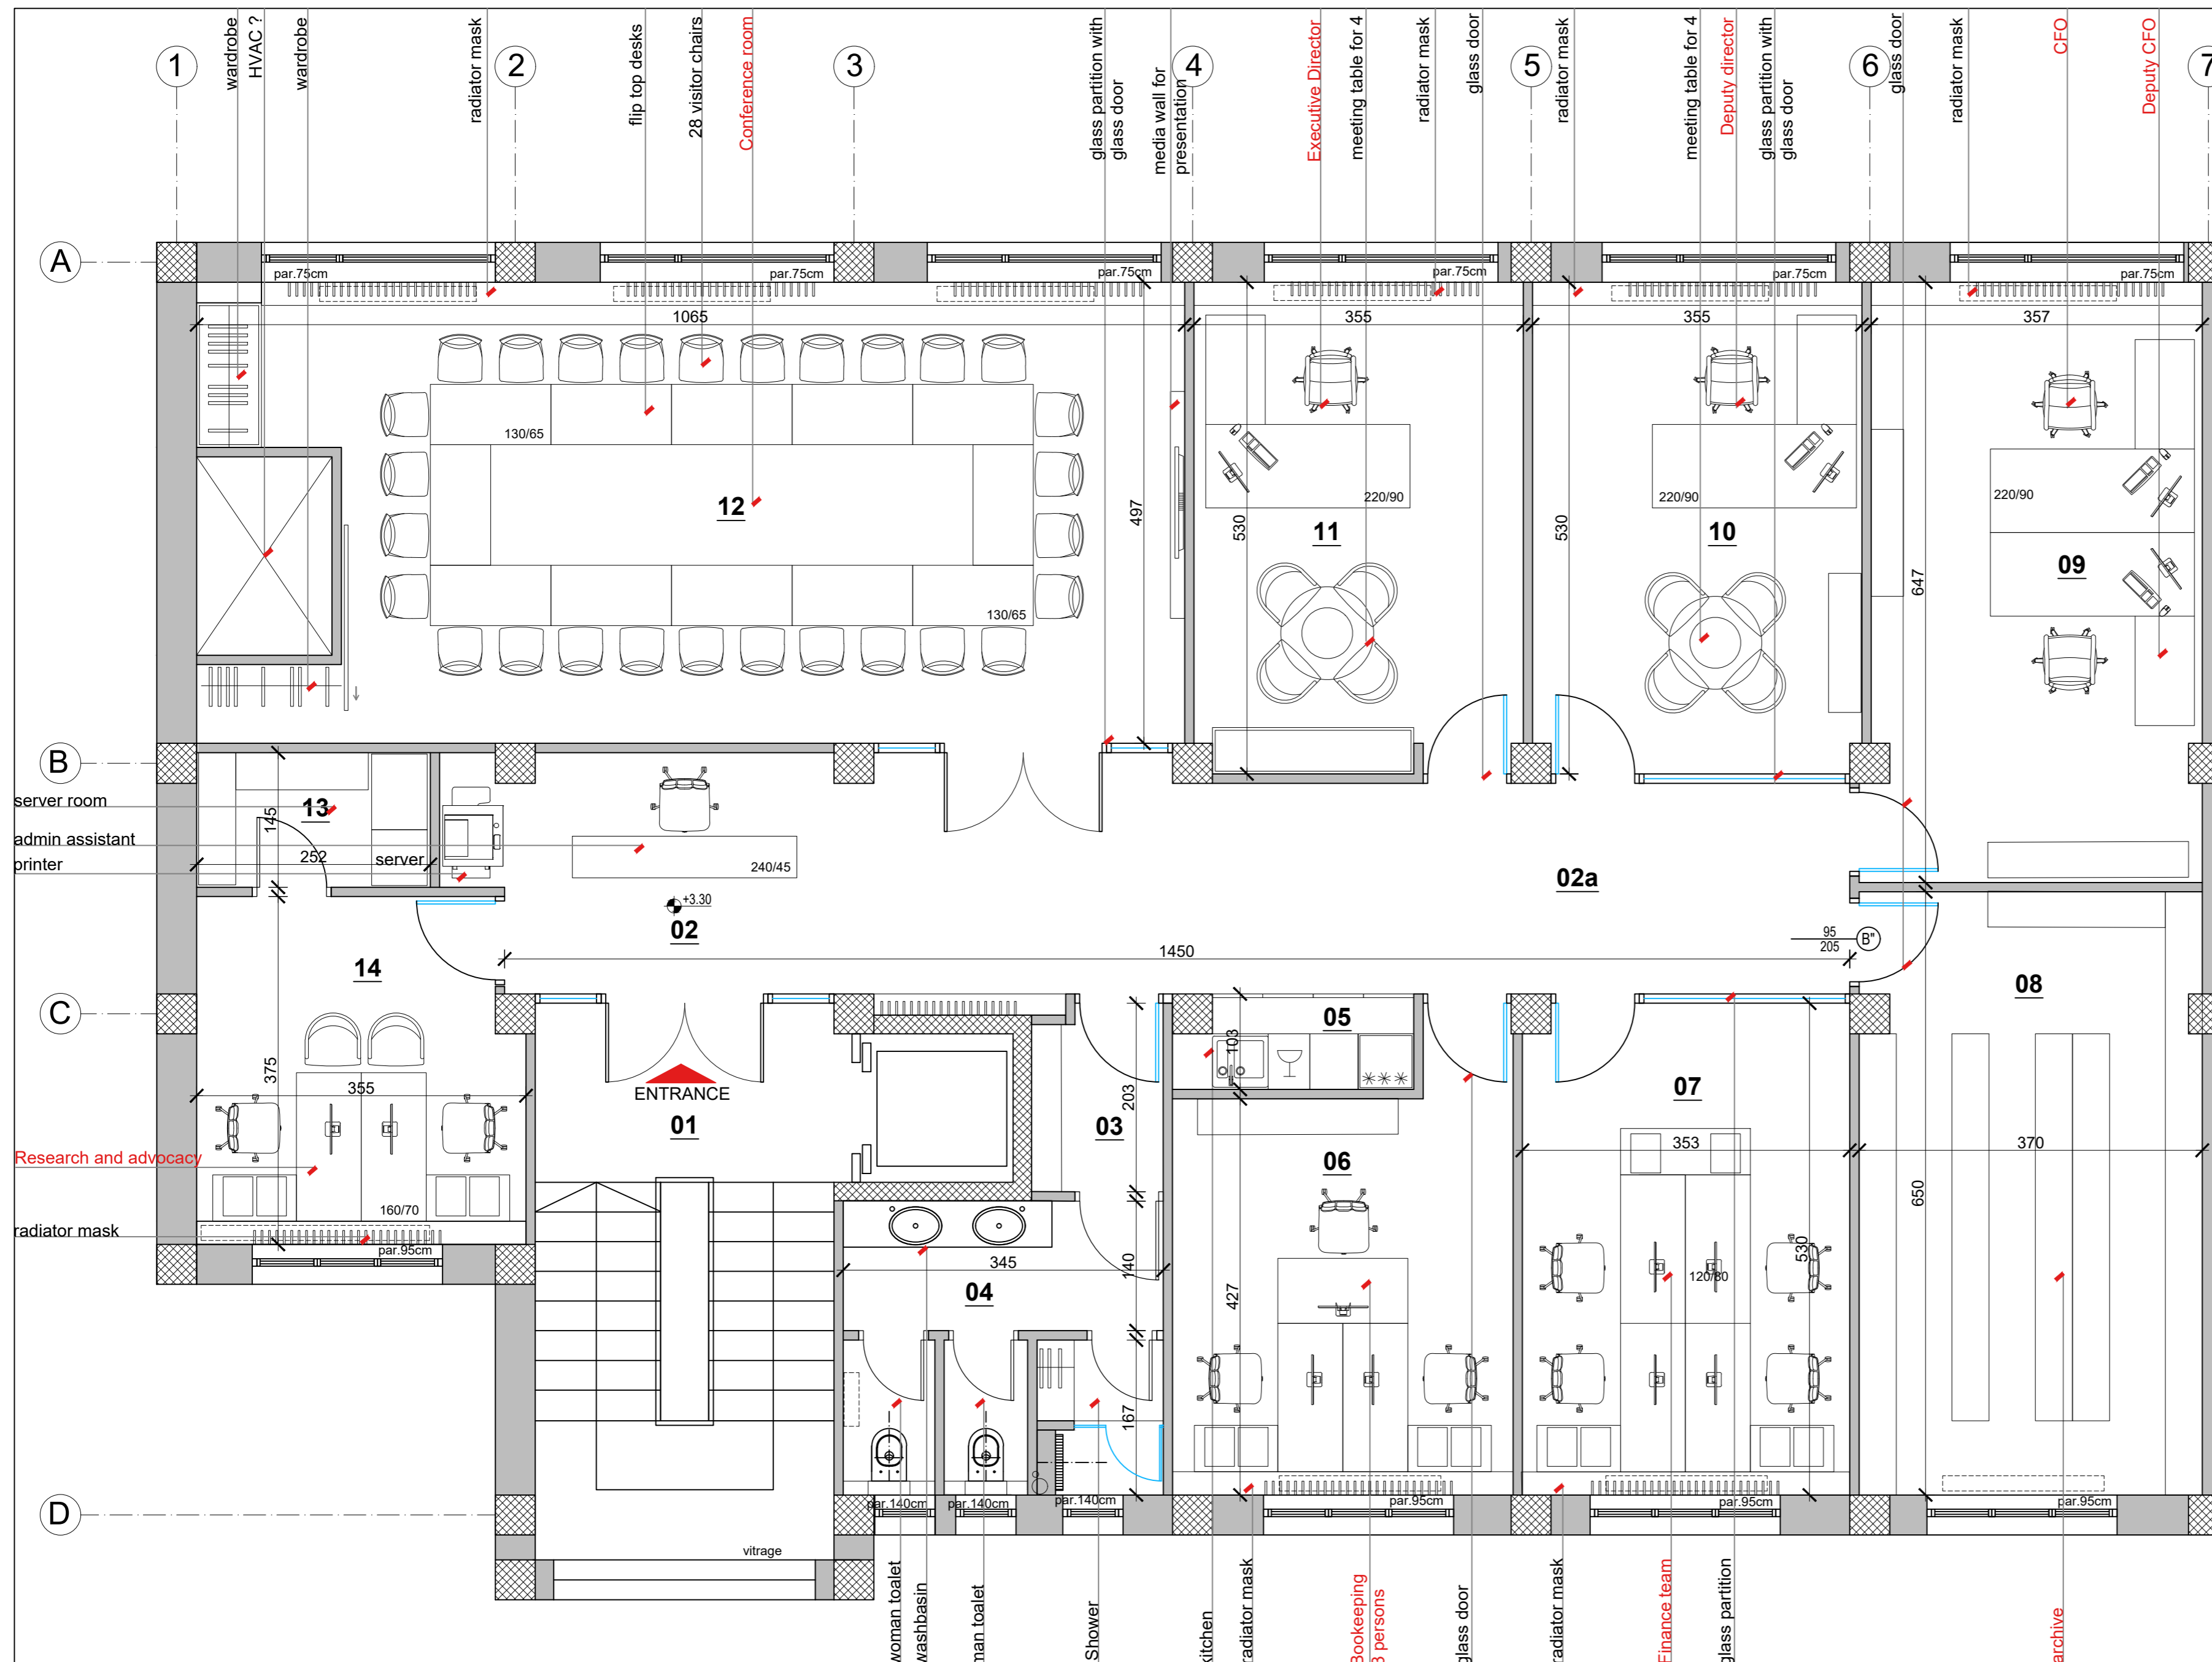 wardrobe
HVAC ?
wardrobe
radiator mask
flip top desks
28 visitor chairs
Conference room
glass partition with
glass door
media wall for
presentation
Executive Director
meeting table for 4
radiator mask
glass door
radiator mask
meeting table for 4
Deputy director
glass partition with
glass door
glass door
radiator mask
CFO
Deputy CFO
1
2
3
4
5
6
7
A
par.75cm
par.75cm
par.75cm
par.75cm
par.75cm
par.75cm
1065
355
355
357
130/65
12
497
530
11
220/90
530
10
220/90
647
220/90
09
130/65
B
server room
13
145
admin assistant
printer
252
server
240/45
+3.30
02
02a
1450
95
205
B"
14
C
375
355
ENTRANCE
01
203
03
103
05
06
07
353
370
08
Research and advocacy
160/70
radiator mask
par.95cm
345
140
04
427
120/80
530
650
167
D
par.140cm
par.140cm
par.140cm
par.95cm
par.95cm
par.95cm
vitrage
woman toalet
washbasin
man toalet
Shower
kitchen
radiator mask
Bookeeping
3 persons
glass door
radiator mask
Finance team
glass partition
archive